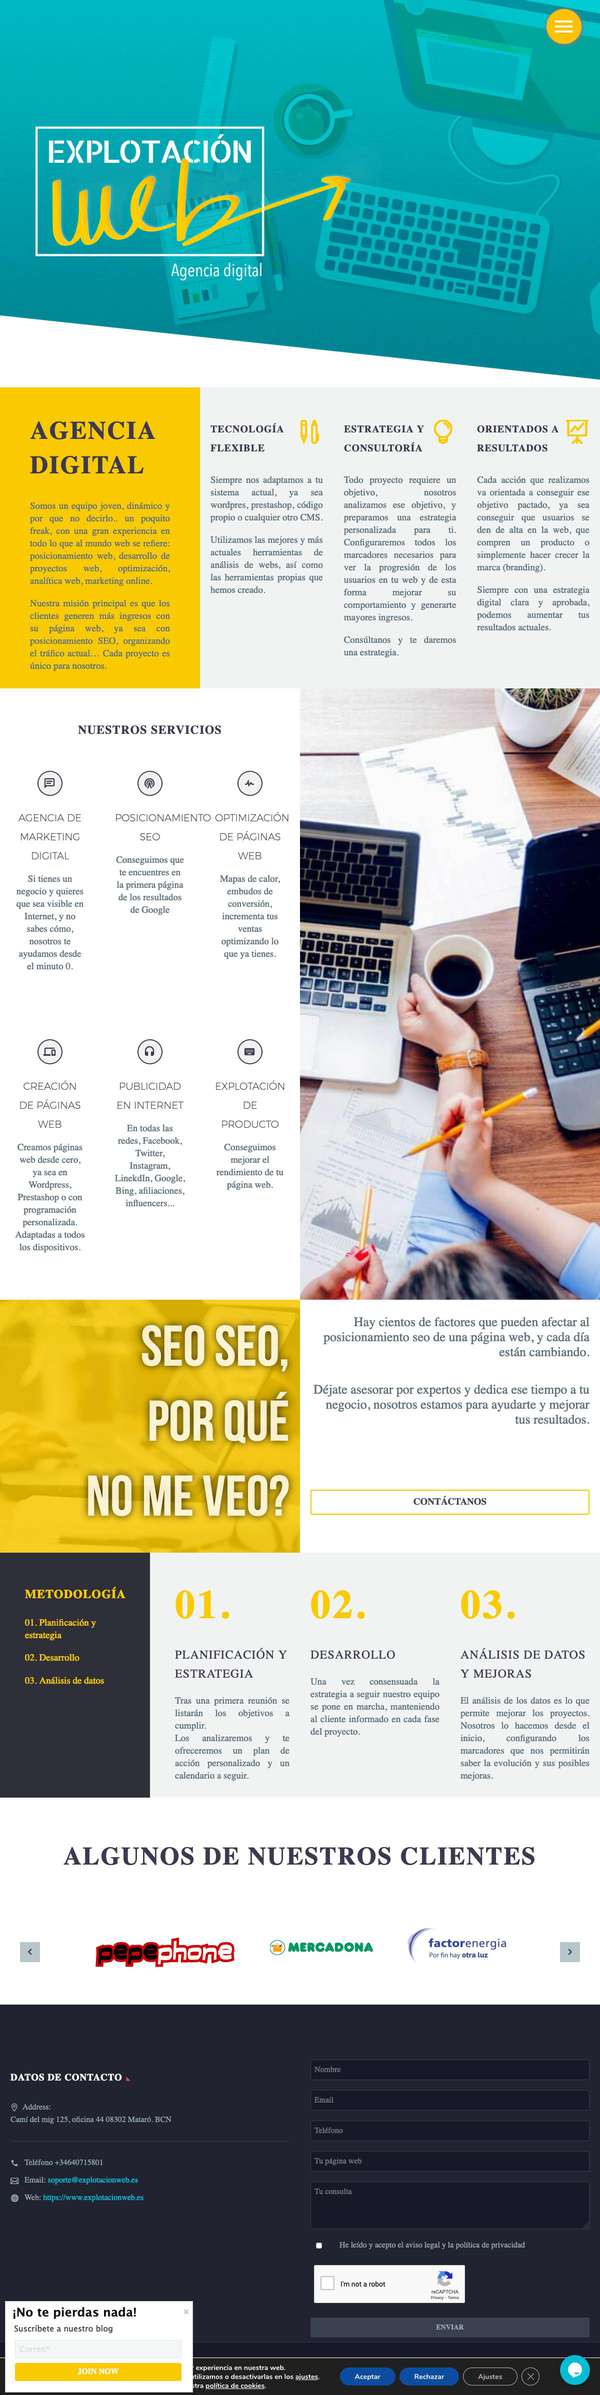 EXPLOTACIÓN
web
Agencia digital
AGENCIA
DIGITAL
Somos un equipo joven, dinámico y
por que no decirlo.. un poquito
freak, con una gran experiencia en
todo lo que al mundo web se refiere:
posicionamiento web, desarrollo de
proyectos web, optimización,
analítica web, marketing online.
Nuestra misión principal es que los
clientes generen más ingresos con
su página web, ya sea con
posicionamiento SEO, organizando
el tráfico actual... Cada proyecto es
único para nosotros.
TECNOLOGÍA
FLEXIBLE
Siempre nos adaptamos a tu
sistema actual, ya sea
wordpres, prestashop, código
propio o cualquier otro CMS.
Utilizamos las mejores y más
actuales herramientas de
análisis de webs, así como
las herramientas propias que
hemos creado.
ESTRATEGIA Y
CONSULTORÍA
Todo proyecto requiere un
objetivo, nosotros
analizamos ese objetivo, y
preparamos una estrategia
personalizada para ti.
Configuraremos todos los
marcadores necesarios para
ver la progresión de los
usuarios en tu web y de esta
forma mejorar su
comportamiento y generarte
mayores ingresos.
Consúltanos y te daremos
una estrategia.
ORIENTADOS A
RESULTADOS
Cada acción que realizamos
va orientada a conseguir ese
objetivo pactado, ya sea
conseguir que usuarios se
den de alta en la web, que
compren un producto o
simplemente hacer crecer la
marca (branding).
Siempre con una estrategia
digital clara y aprobada,
podemos aumentar tus
resultados actuales.
NUESTROS SERVICIOS
AGENCIA DE
MARKETING
DIGITAL
Si tienes un
negocio y quieres
que sea visible en
Internet, y no
sabes cómo,
nosotros te
ayudamos desde
el minuto 0.
POSICIONAMIENTO
SEO
Conseguimos que
te encuentres en
la primera página
de los resultados
de Google
OPTIMIZACIÓN
DE PÁGINAS
WEB
Mapas de calor,
embudos de
conversión,
incrementa tus
ventas
optimizando lo
que ya tienes.
CREACIÓN
DE PÁGINAS
WEB
Creamos páginas
web desde cero,
ya sea en
Wordpress,
Prestashop o con
programación
personalizada.
Adaptadas a todos
los dispositivos.
PUBLICIDAD
EN INTERNET
En todas las
redes, Facebook,
Twitter,
Instagram,
LinekdIn, Google,
Bing, afiliaciones,
influencers...
EXPLOTACIÓN
DE
PRODUCTO
Conseguimos
mejorar el
rendimiento de tu
página web.
SEO SEO,
POR QUÉ
NO ME VEO?
Hay cientos de factores que pueden afectar al
posicionamiento seo de una página web, y cada día
están cambiando.
Déjate asesorar por expertos y dedica ese tiempo a tu
negocio, nosotros estamos para ayudarte y mejorar
tus resultados.
CONTÁCTANOS
METODOLOGÍA
01. Planificación y
estrategia
02. Desarrollo
03. Análisis de datos
01.
PLANIFICACIÓN Y
ESTRATEGIA
Tras una primera reunión se
listarán los objetivos a
cumplir.
Los analizaremos y te
ofreceremos un plan de
acción personalizado y un
calendario a seguir.
02.
DESARROLLO
Una vez consensuada la
estrategia a seguir nuestro equipo
se pone en marcha, manteniendo
al cliente informado en cada fase
del proyecto.
03.
ANÁLISIS DE DATOS
Y MEJORAS
El análisis de los datos es lo que
permite mejorar los proyectos.
Nosotros lo hacemos desde el
inicio, configurando los
marcadores que nos permitirán
saber la evolución y sus posibles
mejoras.
ALGUNOS DE NUESTROS CLIENTES
pepephone
MERCADONA
factorenergia
Por fin hay otra luz
DATOS DE CONTACTO
Address:
Camí del mig 125, oficina 44 08302 Mataró. BCN
Teléfono +34640715801
Email: soporte@explotacionweb.es
Web: https://www.explotacionweb.es
Nombre
Email
Teléfono
Tu página web
Tu consulta
He leído y acepto el aviso legal y la política de privacidad
I'm not a robot
reCAPTCHA
Privacy - Terms
ENVIAR
¡No te pierdas nada!
Suscríbete a nuestro blog
Correo*
JOIN NOW
experiencia en nuestra web.
utilizamos o desactivarlas en los ajustes.
stra política de cookies.
Aceptar
Rechazar
Ajustes